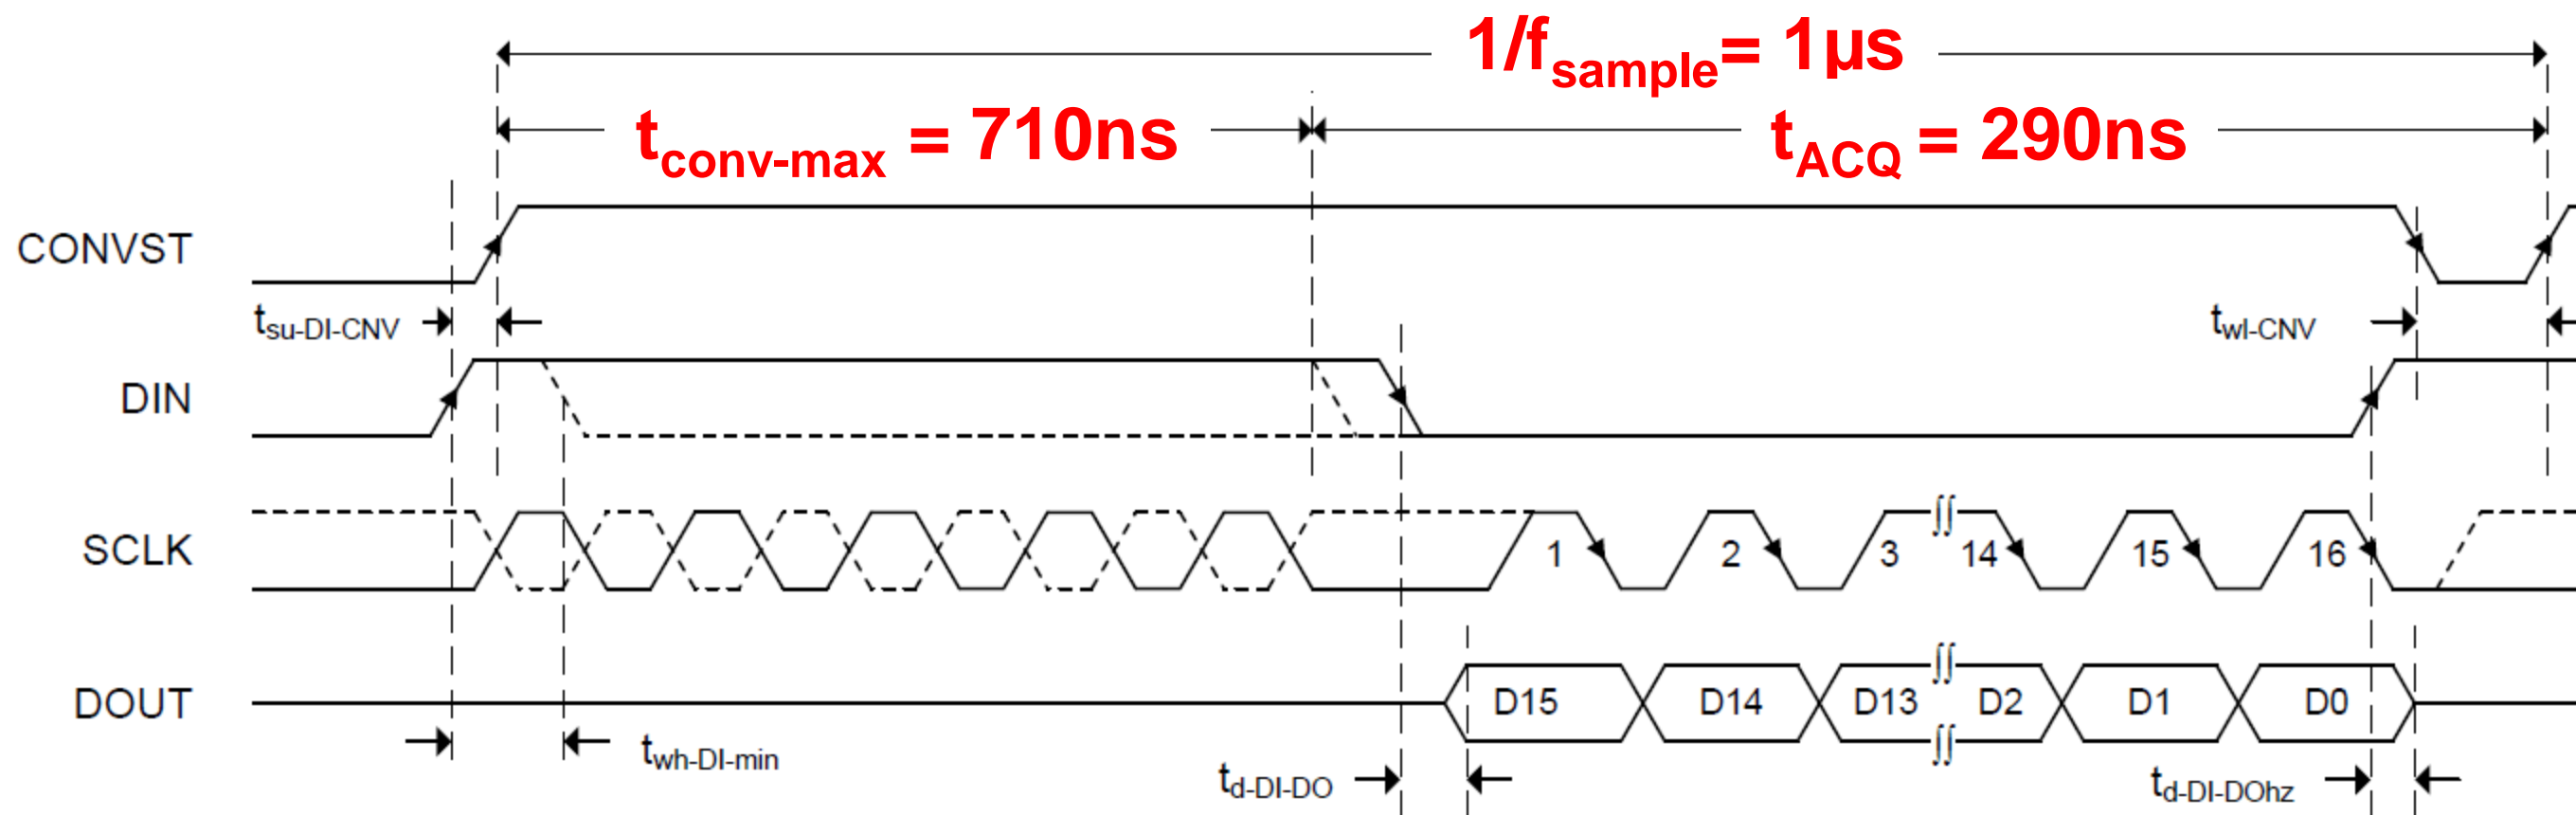 1/fsample= 1µs
tconv-max = 710ns
tACQ = 290ns
CONVST
tsu-DI-CNV
twl-CNV
DIN
SCLK
1 2 3 14 15 16
DOUT
D15 D14 D13 D2 D1 D0
twh-DI-min
td-DI-DO
td-DI-DOhz